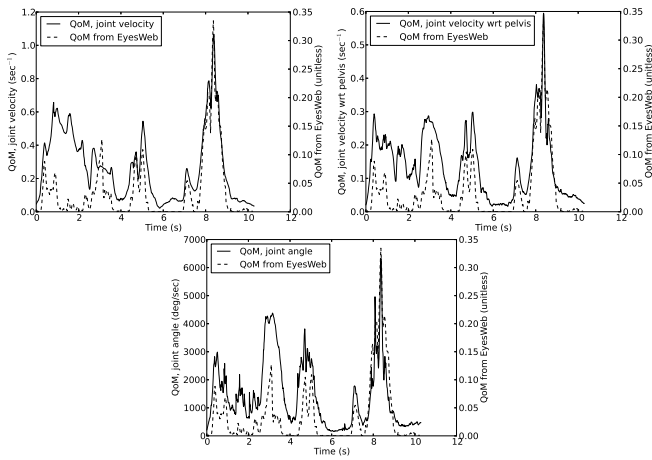 QoM, joint velocity
QoM from EyesWeb
QoM, joint velocity (sec⁻¹)
1.2
1.0
0.8
0.6
0.4
0.2
0.0
0 2 4 6 8 10 12
Time (s)
0.35
0.30
0.25
0.20
0.15
0.10
0.05
0.00
QoM from EyesWeb (unitless)
QoM, joint velocity wrt pelvis
QoM from EyesWeb
QoM, joint velocity wrt pelvis (sec⁻¹)
0.6
0.5
0.4
0.3
0.2
0.1
0.0
0 2 4 6 8 10 12
Time (s)
0.35
0.30
0.25
0.20
0.15
0.10
0.05
0.00
QoM from EyesWeb (unitless)
QoM, joint angle
QoM from EyesWeb
QoM, joint angle (deg/sec)
7000
6000
5000
4000
3000
2000
1000
0
0 2 4 6 8 10 12
Time (s)
0.35
0.30
0.25
0.20
0.15
0.10
0.05
0.00
QoM from EyesWeb (unitless)